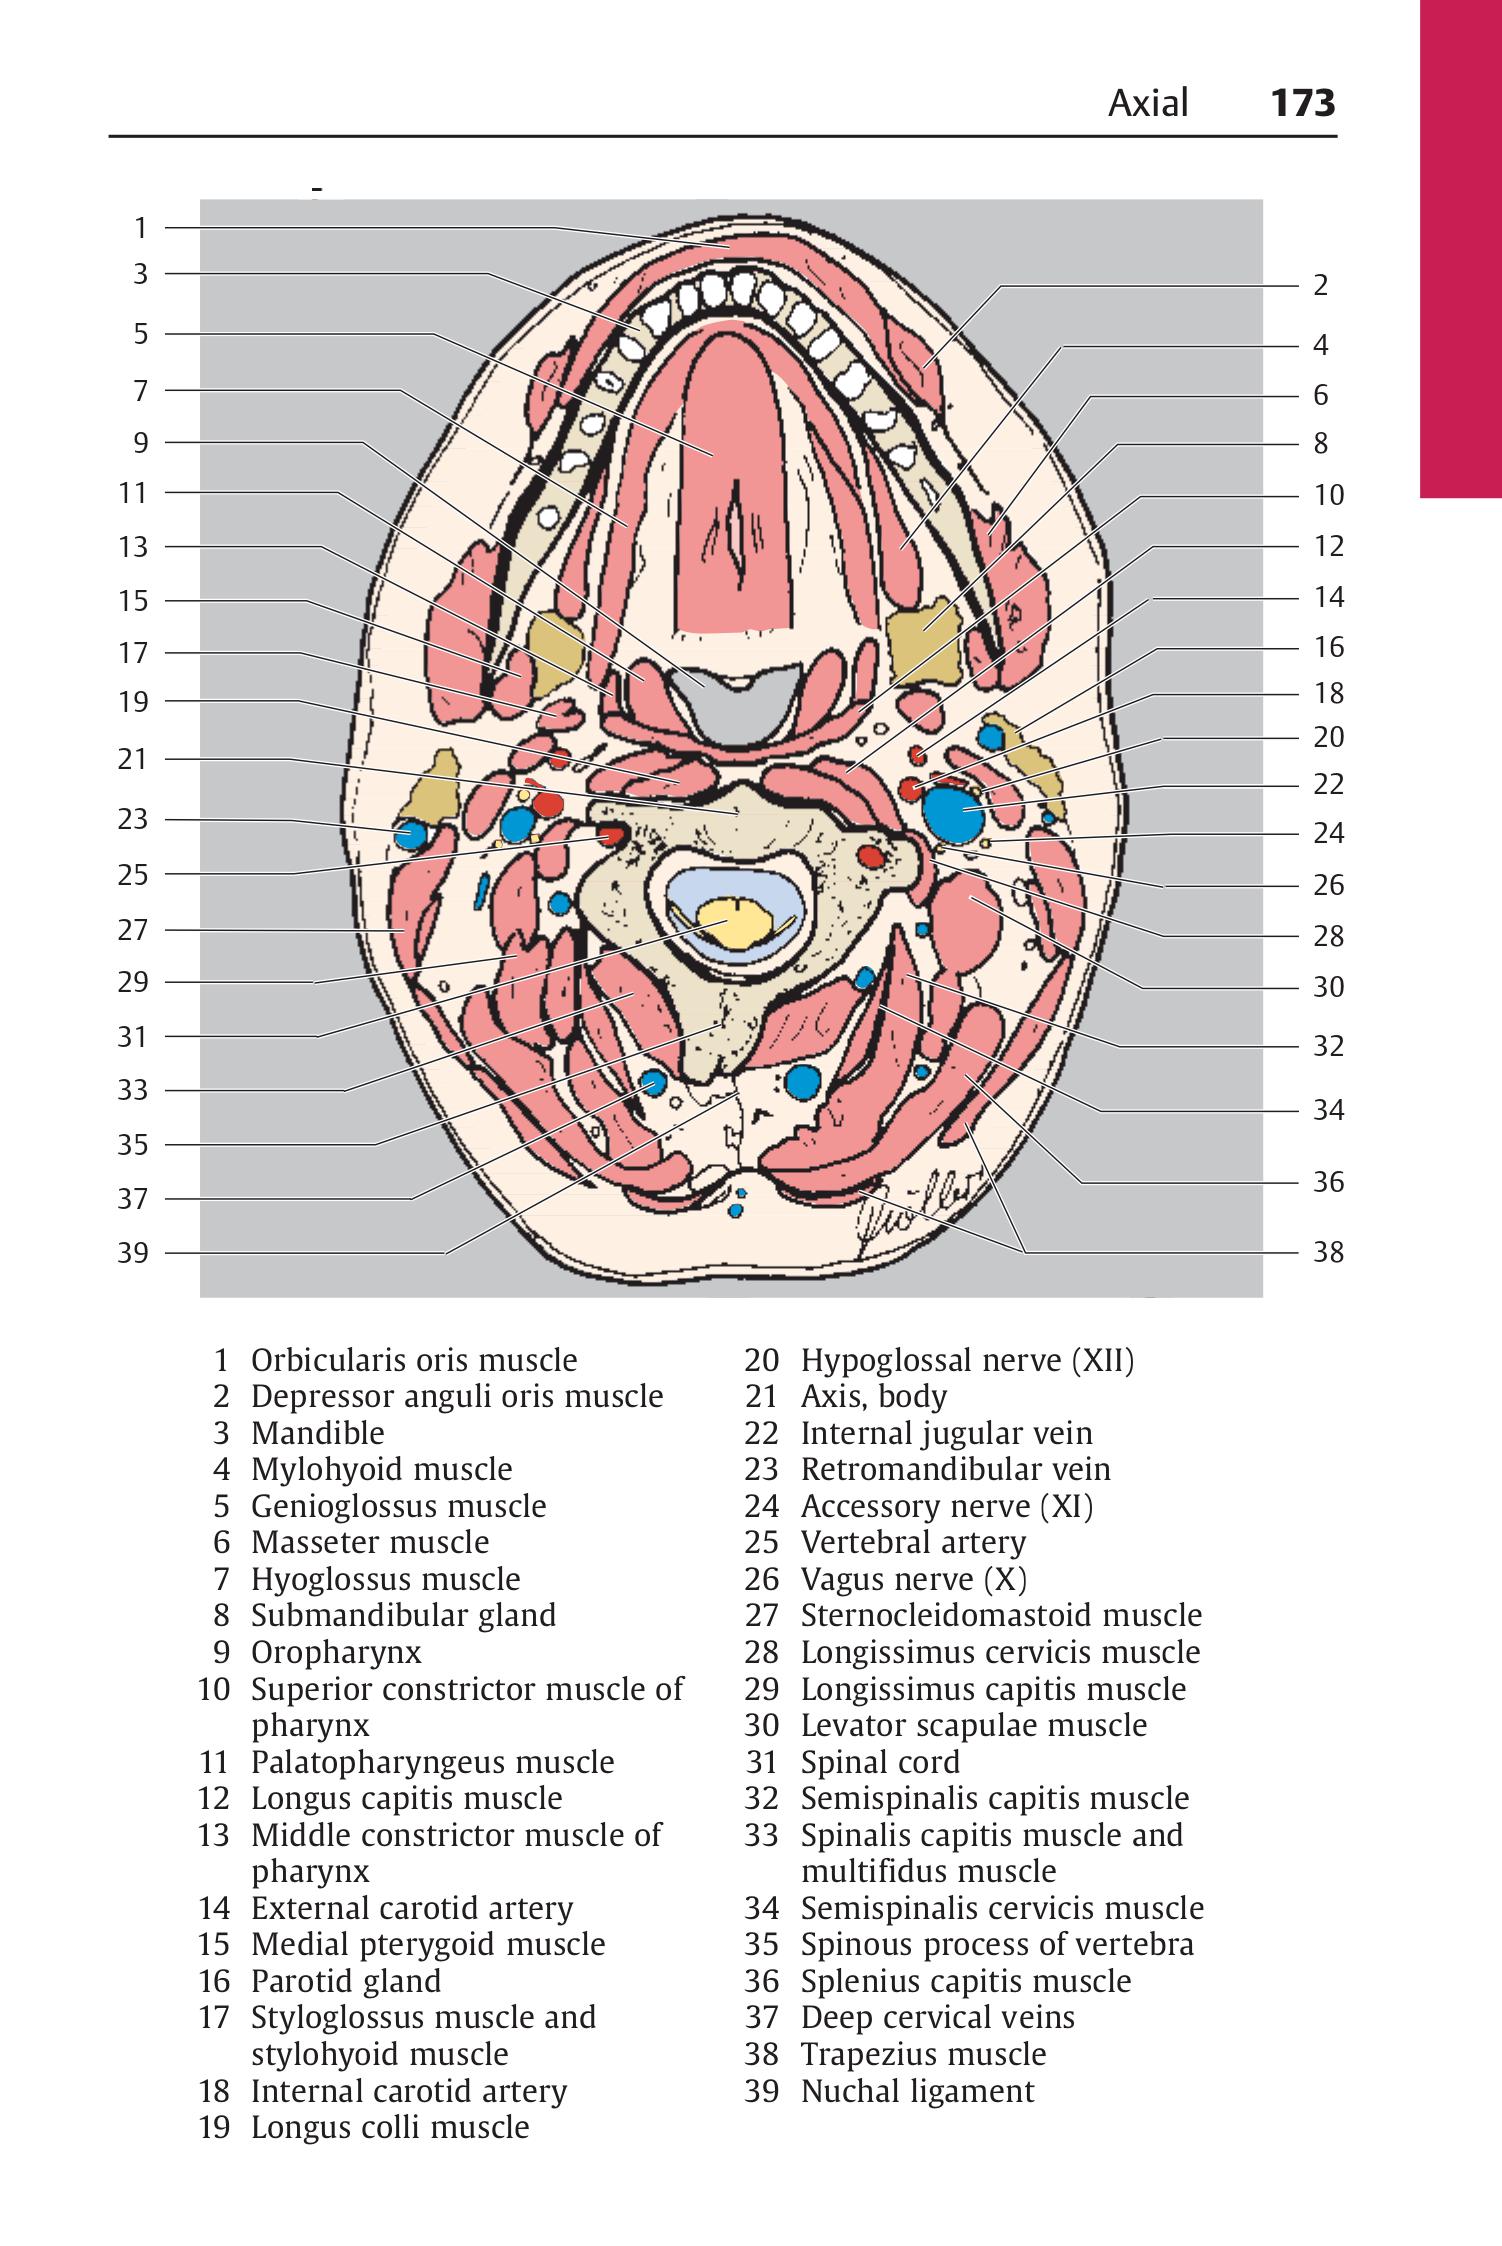 Axial 173
1
3
5
7
9
11
13
15
17
19
21
23
25
27
29
31
33
35
37
39
2
4
6
8
10
12
14
16
18
20
22
24
26
28
30
32
34
36
38
1 Orbicularis oris muscle
2 Depressor anguli oris muscle
3 Mandible
4 Mylohyoid muscle
5 Genioglossus muscle
6 Masseter muscle
7 Hyoglossus muscle
8 Submandibular gland
9 Oropharynx
10 Superior constrictor muscle of
pharynx
11 Palatopharyngeus muscle
12 Longus capitis muscle
13 Middle constrictor muscle of
pharynx
14 External carotid artery
15 Medial pterygoid muscle
16 Parotid gland
17 Styloglossus muscle and
stylohyoid muscle
18 Internal carotid artery
19 Longus colli muscle
20 Hypoglossal nerve (XII)
21 Axis, body
22 Internal jugular vein
23 Retromandibular vein
24 Accessory nerve (XI)
25 Vertebral artery
26 Vagus nerve (X)
27 Sternocleidomastoid muscle
28 Longissimus cervicis muscle
29 Longissimus capitis muscle
30 Levator scapulae muscle
31 Spinal cord
32 Semispinalis capitis muscle
33 Spinalis capitis muscle and
multifidus muscle
34 Semispinalis cervicis muscle
35 Spinous process of vertebra
36 Splenius capitis muscle
37 Deep cervical veins
38 Trapezius muscle
39 Nuchal ligament